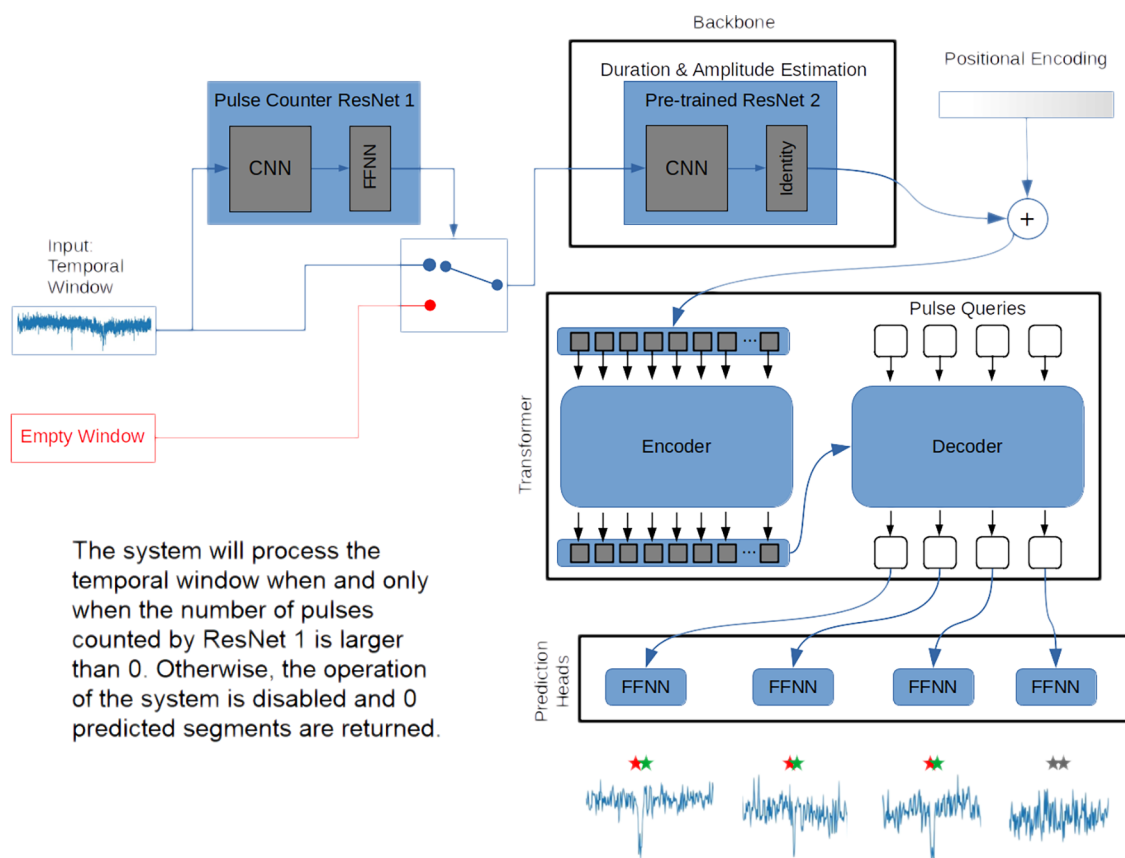 Backbone
Positional Encoding
Duration & Amplitude Estimation
Pulse Counter ResNet 1
Pre-trained ResNet 2
CNN
FFNN
CNN
Identity
+
Input:
Temporal
Window
Empty Window
Pulse Queries
Transformer
...
Encoder
Decoder
...
The system will process the
temporal window when and only
when the number of pulses
counted by ResNet 1 is larger
than 0. Otherwise, the operation
of the system is disabled and 0
predicted segments are returned.
Prediction
Heads
FFNN
FFNN
FFNN
FFNN